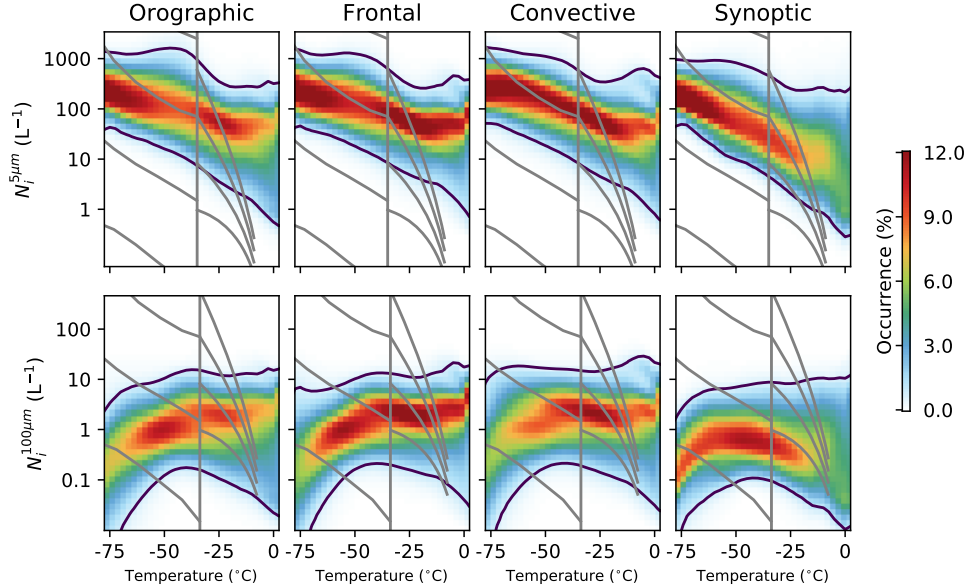 Orographic Frontal Convective Synoptic
1000
100
10
1
N_i^{5μm} (L⁻¹)
12.0
9.0
6.0
3.0
0.0
Occurrence (%)
100
10
1
0.1
N_i^{100μm} (L⁻¹)
-75 -50 -25 0 -75 -50 -25 0 -75 -50 -25 0 -75 -50 -25 0
Temperature (°C) Temperature (°C) Temperature (°C) Temperature (°C)